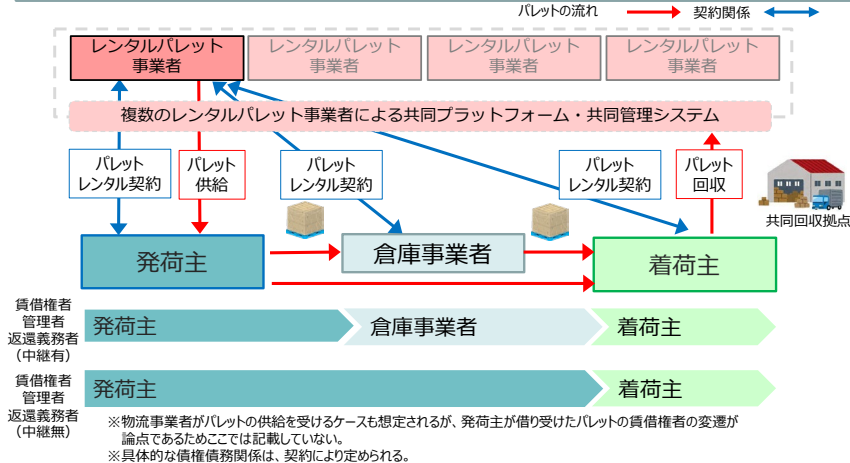 パレットの流れ
契約関係
レンタルパレット
事業者
レンタルパレット
事業者
レンタルパレット
事業者
レンタルパレット
事業者
複数のレンタルパレット事業者による共同プラットフォーム・共同管理システム
パレット
レンタル契約
パレット
供給
パレット
レンタル契約
パレット
レンタル契約
パレット
回収
共同回収拠点
発荷主
倉庫事業者
着荷主
賃借権者
管理者
返還義務者
(中継有)
発荷主
倉庫事業者
着荷主
賃借権者
管理者
返還義務者
(中継無)
発荷主
着荷主
※物流事業者がパレットの供給を受けるケースも想定されるが、発荷主が借り受けたパレットの賃借権者の変遷が
論点であるためここでは記載していない。
※具体的な債権債務関係は、契約により定められる。